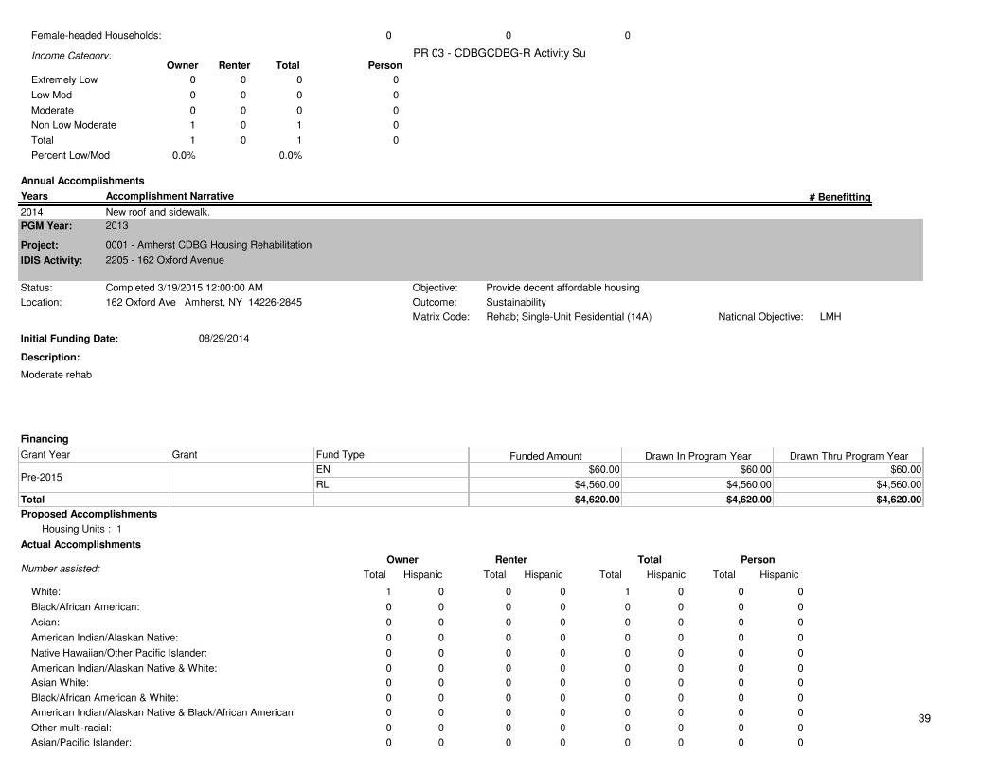 Female-headed Households: 0 0 0
Income Category:
PR 03 - CDBGCDBG-R Activity Su
Owner Renter Total Person
Extremely Low 0 0 0 0
Low Mod 0 0 0 0
Moderate 0 0 0 0
Non Low Moderate 1 0 1 0
Total 1 0 1 0
Percent Low/Mod 0.0% 0.0%
Annual Accomplishments
Years Accomplishment Narrative # Benefitting
2014 New roof and sidewalk.
PGM Year: 2013
Project: 0001 - Amherst CDBG Housing Rehabilitation
IDIS Activity: 2205 - 162 Oxford Avenue
Status: Completed 3/19/2015 12:00:00 AM Objective: Provide decent affordable housing
Location: 162 Oxford Ave Amherst, NY 14226-2845 Outcome: Sustainability
Matrix Code: Rehab; Single-Unit Residential (14A) National Objective: LMH
Initial Funding Date: 08/29/2014
Description:
Moderate rehab
Financing
Grant Year Grant Fund Type Funded Amount Drawn In Program Year Drawn Thru Program Year
Pre-2015 EN $60.00 $60.00 $60.00
RL $4,560.00 $4,560.00 $4,560.00
Total $4,620.00 $4,620.00 $4,620.00
Proposed Accomplishments
Housing Units : 1
Actual Accomplishments
Number assisted: Owner Renter Total Person
Total Hispanic Total Hispanic Total Hispanic Total Hispanic
White: 1 0 0 0 1 0 0 0
Black/African American: 0 0 0 0 0 0 0 0
Asian: 0 0 0 0 0 0 0 0
American Indian/Alaskan Native: 0 0 0 0 0 0 0 0
Native Hawaiian/Other Pacific Islander: 0 0 0 0 0 0 0 0
American Indian/Alaskan Native & White: 0 0 0 0 0 0 0 0
Asian White: 0 0 0 0 0 0 0 0
Black/African American & White: 0 0 0 0 0 0 0 0
American Indian/Alaskan Native & Black/African American: 0 0 0 0 0 0 0 0
Other multi-racial: 0 0 0 0 0 0 0 0
Asian/Pacific Islander: 0 0 0 0 0 0 0 0
39